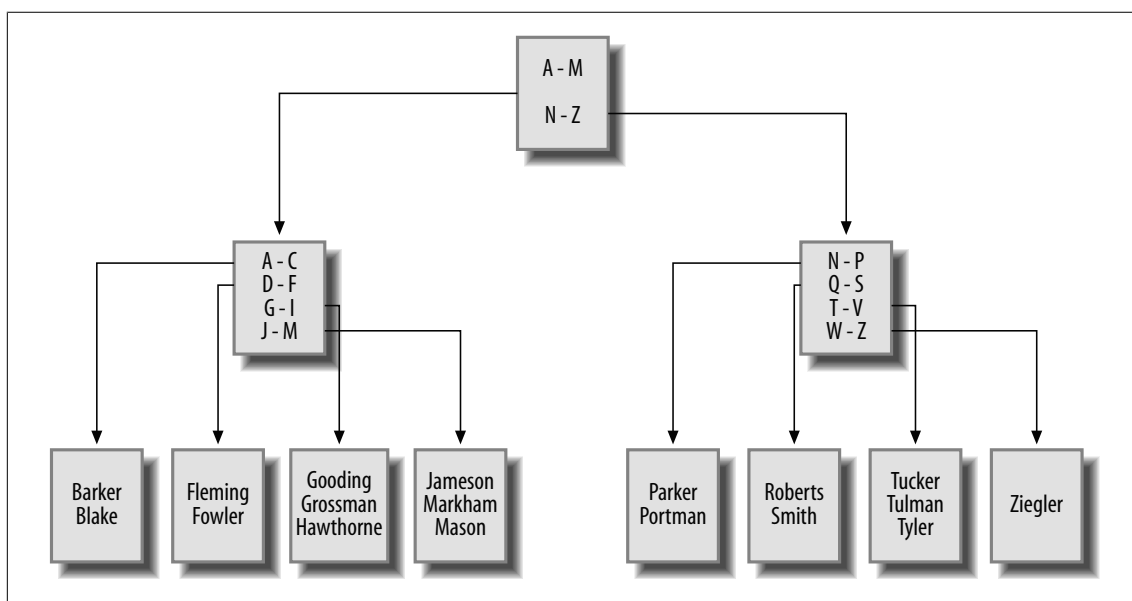 A - M
N - Z
A - C
D - F
G - I
J - M
N - P
Q - S
T - V
W - Z
Barker
Blake
Fleming
Fowler
Gooding
Grossman
Hawthorne
Jameson
Markham
Mason
Parker
Portman
Roberts
Smith
Tucker
Tulman
Tyler
Ziegler